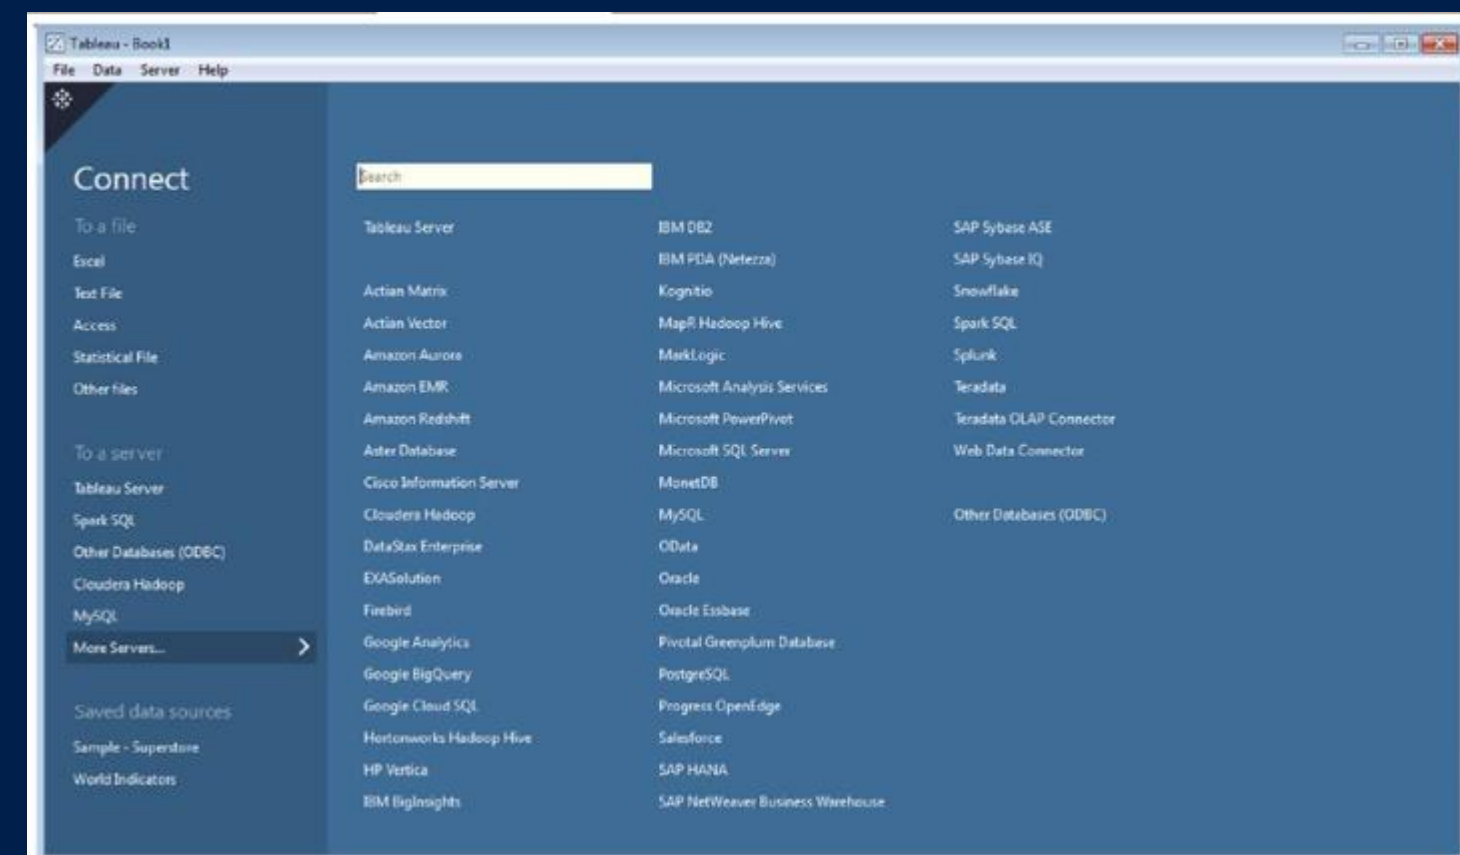 Tableau - Book1
File Data Server Help
Connect
To a file
Excel
Text File
Access
Statistical File
Other files
To a server
Tableau Server
Spark SQL
Other Databases (ODBC)
Cloudera Hadoop
MySQL
More Servers...
Saved data sources
Sample - Superstore
World Indicators
Search
Tableau Server
Actian Matrix
Actian Vector
Amazon Aurora
Amazon EMR
Amazon Redshift
Aster Database
Cisco Information Server
Cloudera Hadoop
DataStax Enterprise
EXASolution
Firebird
Google Analytics
Google BigQuery
Google Cloud SQL
Hortonworks Hadoop Hive
HP Vertica
IBM BigInsights
IBM DB2
IBM PDA (Netezza)
Kognitio
MapR Hadoop Hive
MarkLogic
Microsoft Analysis Services
Microsoft PowerPivot
Microsoft SQL Server
MonetDB
MySQL
OData
Oracle
Oracle Essbase
Pivotal Greenplum Database
PostgreSQL
Progress OpenEdge
Salesforce
SAP HANA
SAP NetWeaver Business Warehouse
SAP Sybase ASE
SAP Sybase IQ
Snowflake
Spark SQL
Splunk
Teradata
Teradata OLAP Connector
Web Data Connector
Other Databases (ODBC)